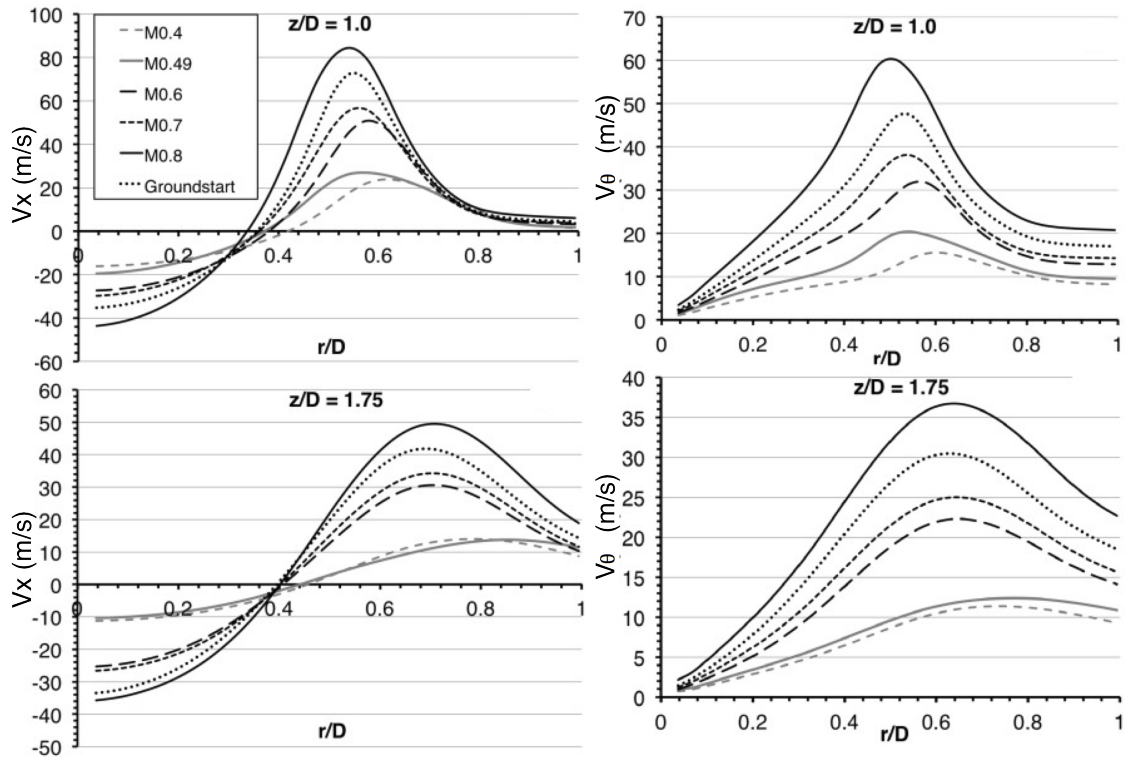 z/D = 1.0
Vx (m/s)
100
80
60
40
20
0
-20
-40
-60
M0.4
M0.49
M0.6
M0.7
M0.8
Groundstart
0 0.2 0.4 0.6 0.8 1
r/D
z/D = 1.0
Vθ (m/s)
70
60
50
40
30
20
10
0
0 0.2 0.4 0.6 0.8 1
r/D
z/D = 1.75
Vx (m/s)
60
50
40
30
20
10
0
-10
-20
-30
-40
-50
0 0.2 0.4 0.6 0.8 1
r/D
z/D = 1.75
Vθ (m/s)
40
35
30
25
20
15
10
5
0
0 0.2 0.4 0.6 0.8 1
r/D